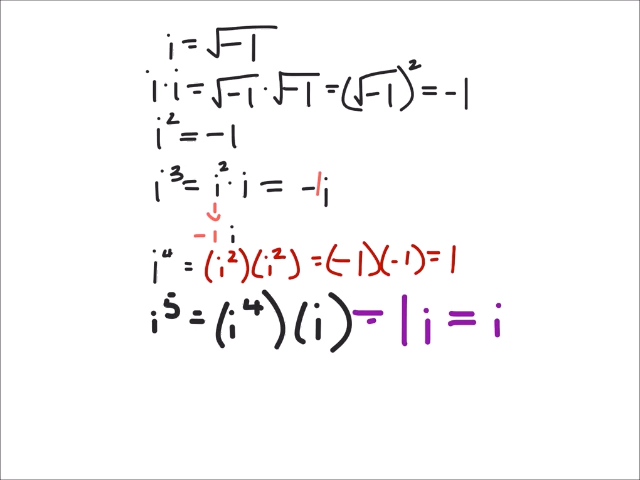 i = √-1
i · i = √-1 · √-1 = (√-1)² = -1
i² = -1
i³ = i² · i = -1i
-1 i
i⁴ = (i²)(i²) = (-1)(-1) = 1
i⁵ = (i⁴)(i) = 1i = i